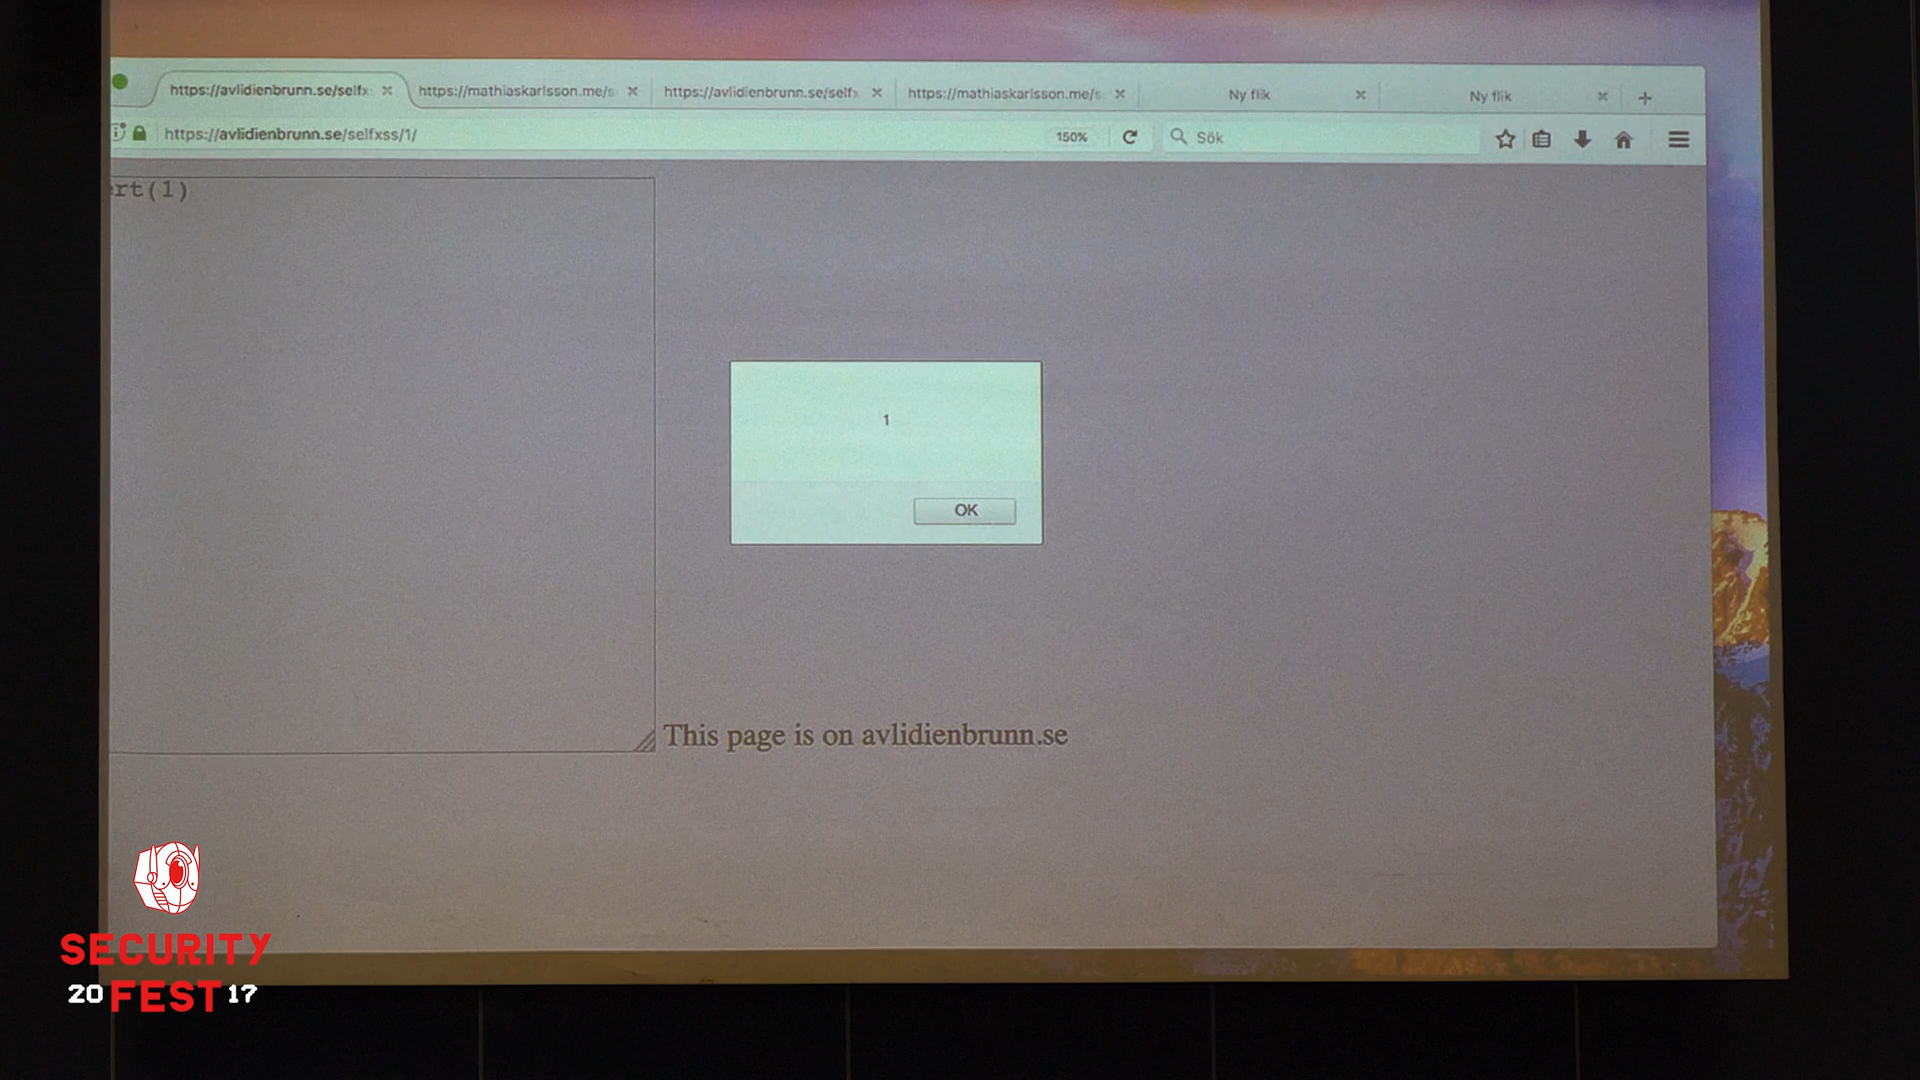 https://avlidienbrunn.se/selfx
https://mathiaskarlsson.me/s
https://avlidienbrunn.se/selfx
https://mathiaskarlsson.me/s
Ny flik
Ny flik
https://avlidienbrunn.se/selfxss/1/
150%
Sök
ert(1)
1
OK
This page is on avlidienbrunn.se
SECURITY
20 FEST 17